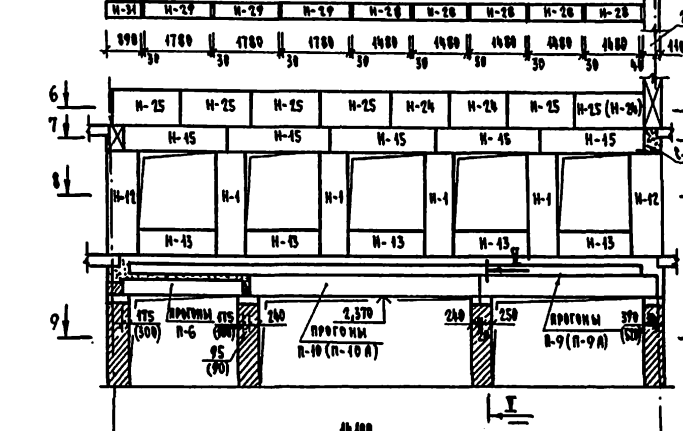 Н-31 Н-29 Н-29 Н-29 Н-28 Н-28 Н-28 Н-28 Н-28
890 1780 1780 1780 1480 1480 1480 1480 1480
30 30 30 30 30 30 30 40
6 Н-25 Н-25 Н-25 Н-25 Н-24 Н-24 Н-25 Н-25 (Н-24)
7 Н-15 Н-15 Н-15 Н-15 Н-15
8 Н-12 Н-1 Н-1 Н-1 Н-1 Н-12
Н-13 Н-13 Н-13 Н-13 Н-13
V
9 175 ПРОГОНЫ 175 240 2,370 240 250 ПРОГОНЫ 390
(300) П-6 ПРОГОНЫ П-9 (П-9А)
95 П-10 (П-10А)
(90)
V